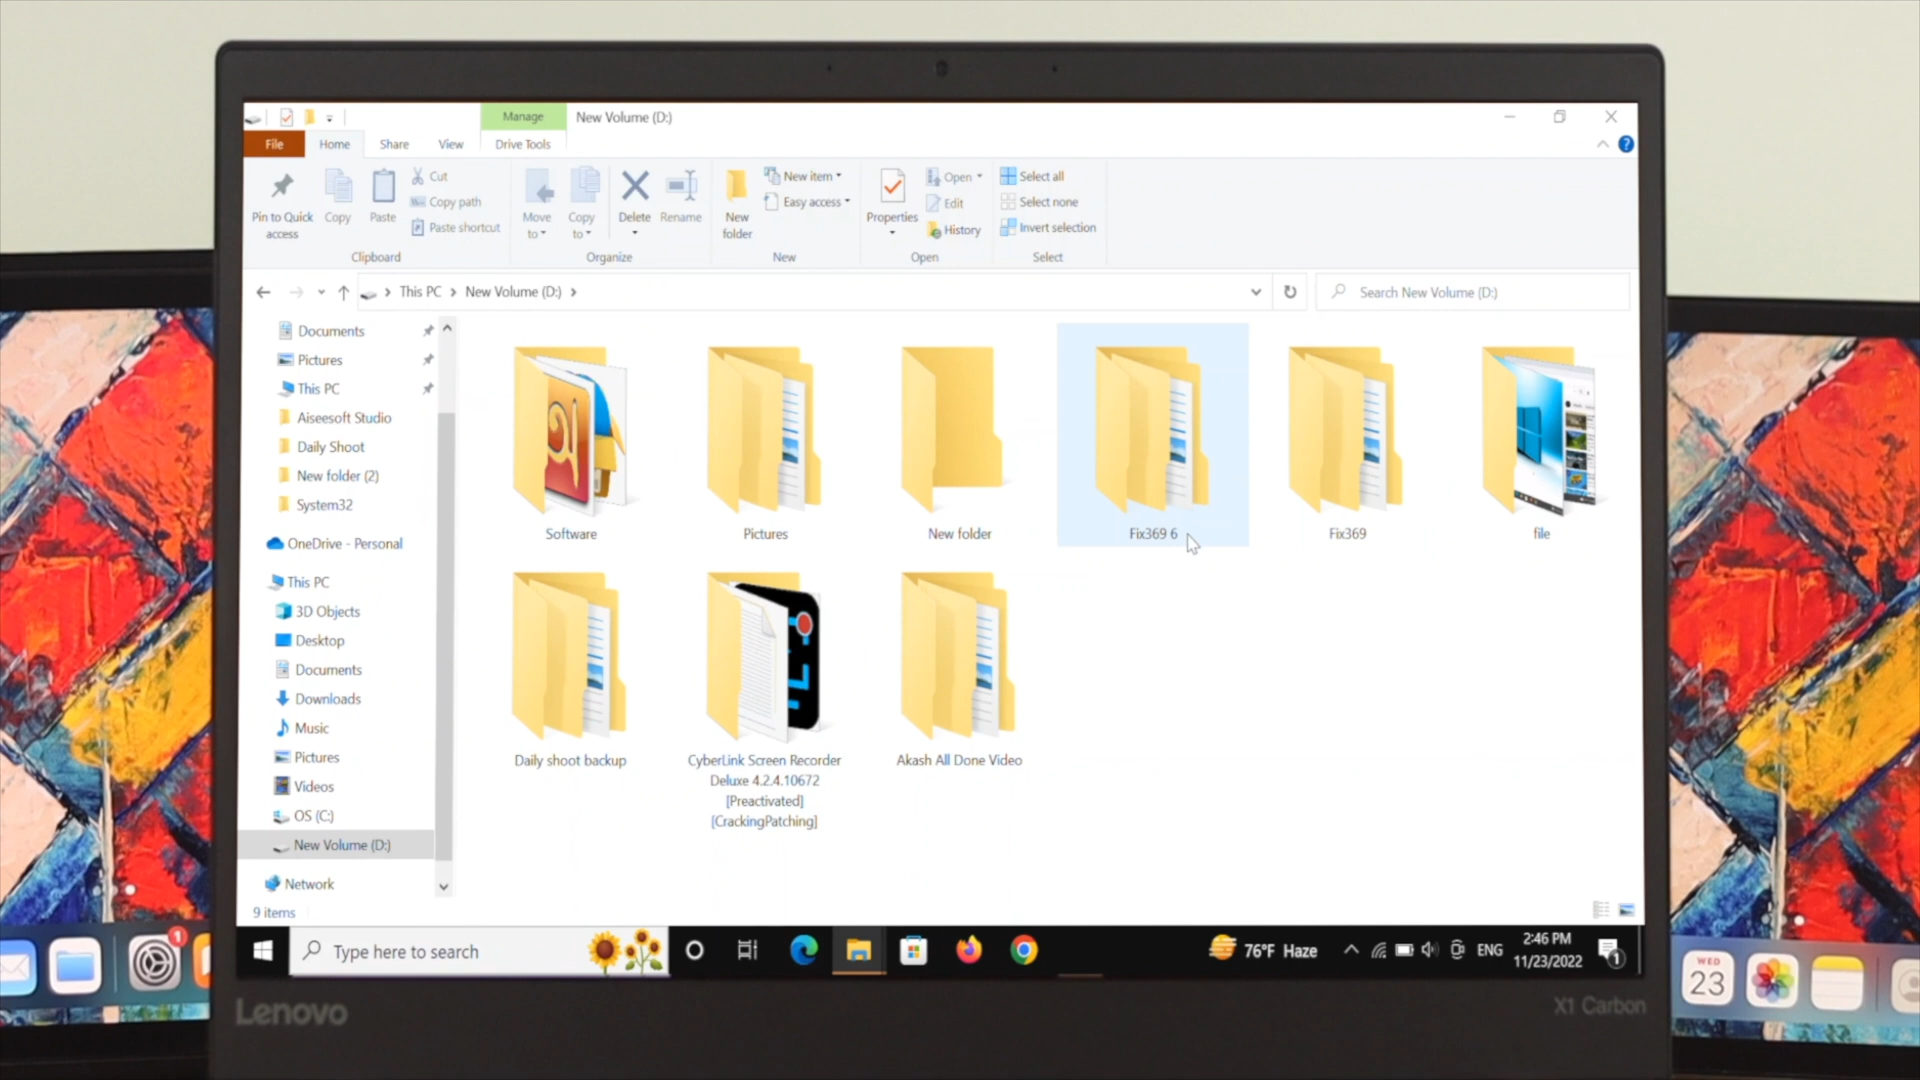 Manage
New Volume (D:)
File
Home
Share
View
Drive Tools
Pin to Quick
access
Copy
Paste
Cut
Copy path
Paste shortcut
Clipboard
Move
to
Copy
to
Delete
Rename
Organize
New
folder
New item
Easy access
New
Properties
Open
Edit
History
Open
Select all
Select none
Invert selection
Select
This PC
New Volume (D:)
Search New Volume (D:)
Documents
Pictures
This PC
Aiseesoft Studio
Daily Shoot
New folder (2)
System32
OneDrive - Personal
This PC
3D Objects
Desktop
Documents
Downloads
Music
Pictures
Videos
OS (C:)
New Volume (D:)
Network
9 items
Software
Pictures
New folder
Fix369 6
Fix369
file
Daily shoot backup
CyberLink Screen Recorder
Deluxe 4.2.4.10672
[Preactivated]
[CrackingPatching]
Akash All Done Video
Type here to search
76°F Haze
ENG
2:46 PM
11/23/2022
1
1
WED
23
Lenovo
X1 Carbon